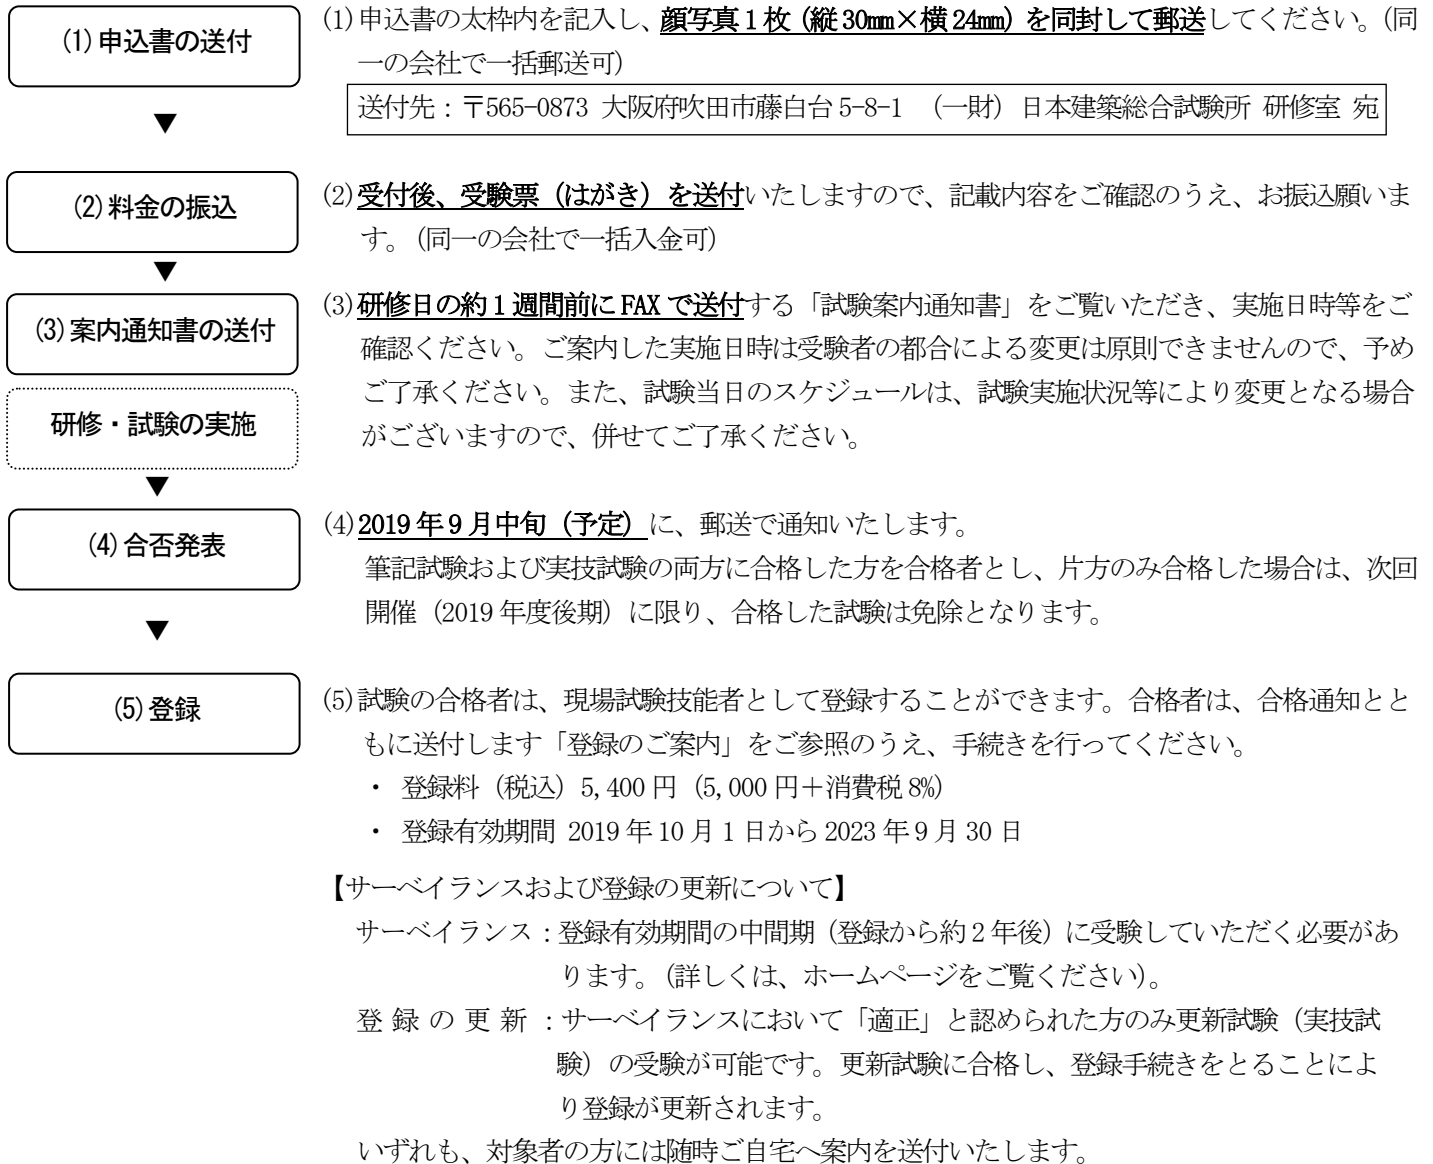 (1)申込書の送付
(1)申込書の太枠内を記入し、顔写真1枚(縦30mm×横24mm)を同封して郵送してください。(同
一の会社で一括郵送可)
送付先：〒565-0873 大阪府吹田市藤白台5-8-1 （一財）日本建築総合試験所 研修室 宛
▼
(2)料金の振込
(2)受付後、受験票（はがき）を送付いたしますので、記載内容をご確認のうえ、お振込願いま
す。(同一の会社で一括入金可)
▼
(3)案内通知書の送付
(3)研修日の約1週間前にFAXで送付する「試験案内通知書」をご覧いただき、実施日時等をご
確認ください。ご案内した実施日時は受験者の都合による変更は原則できませんので、予め
ご了承ください。また、試験当日のスケジュールは、試験実施状況等により変更となる場合
がございますので、併せてご了承ください。
研修・試験の実施
▼
(4)合否発表
(4)2019年9月中旬（予定）に、郵送で通知いたします。
筆記試験および実技試験の両方に合格した方を合格者とし、片方のみ合格した場合は、次回
開催（2019年度後期）に限り、合格した試験は免除となります。
▼
(5)登録
(5)試験の合格者は、現場試験技能者として登録することができます。合格者は、合格通知とと
もに送付します「登録のご案内」をご参照のうえ、手続きを行ってください。
・ 登録料（税込）5,400円（5,000円＋消費税8%）
・ 登録有効期間 2019年10月1日から2023年9月30日
【サーベイランスおよび登録の更新について】
サーベイランス：登録有効期間の中間期（登録から約2年後）に受験していただく必要があ
ります。（詳しくは、ホームページをご覧ください）。
登録の更新：サーベイランスにおいて「適正」と認められた方のみ更新試験（実技試
験）の受験が可能です。更新試験に合格し、登録手続きをとることによ
り登録が更新されます。
いずれも、対象者の方には随時ご自宅へ案内を送付いたします。